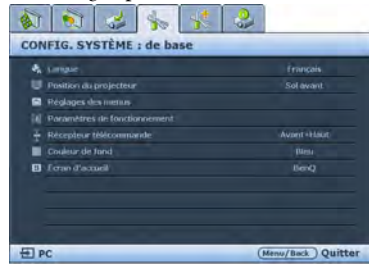 CONFIG. SYSTÈME : de base
Langue Français
Position du projecteur Sol avant
Réglages des menus
Paramètres de fonctionnement
Récepteur télécommande Avant+Haut
Couleur de fond Bleu
Écran d'accueil BenQ
PC Menu/Back Quitter